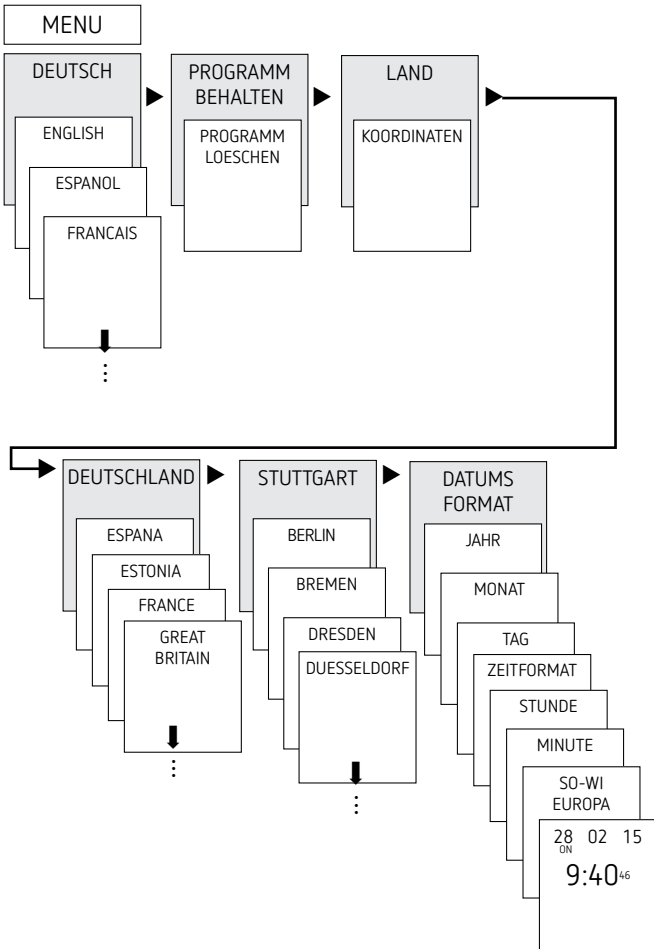 MENU
DEUTSCH
ENGLISH
ESPANOL
FRANCAIS
PROGRAMM
BEHALTEN
PROGRAMM
LOESCHEN
LAND
KOORDINATEN
DEUTSCHLAND
ESPANA
ESTONIA
FRANCE
GREAT
BRITAIN
STUTTGART
BERLIN
BREMEN
DRESDEN
DUESSELDORF
DATUMS
FORMAT
JAHR
MONAT
TAG
ZEITFORMAT
STUNDE
MINUTE
SO-WI
EUROPA
28 02 15
ON
9:40 46